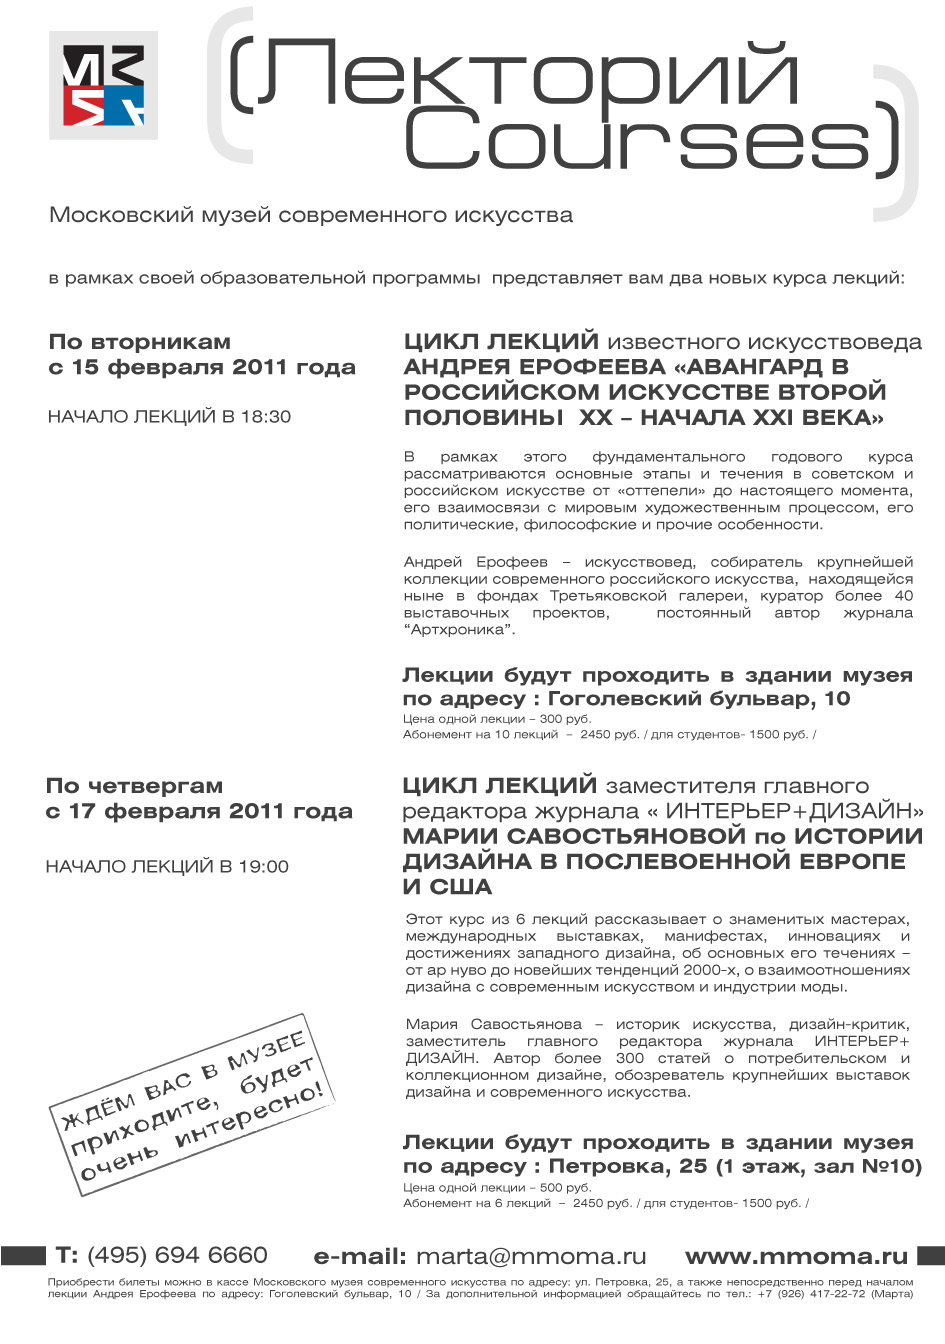 (Лекторий
Courses)
Московский музей современного искусства
в рамках своей образовательной программы представляет вам два новых курса лекций:
По вторникам
с 15 февраля 2011 года
НАЧАЛО ЛЕКЦИЙ В 18:30
ЦИКЛ ЛЕКЦИЙ известного искусствоведа
АНДРЕЯ ЕРОФЕЕВА «АВАНГАРД В
РОССИЙСКОМ ИСКУССТВЕ ВТОРОЙ
ПОЛОВИНЫ XX – НАЧАЛА XXI ВЕКА»
В рамках этого фундаментального годового курса
рассматриваются основные этапы и течения в советском и
российском искусстве от «оттепели» до настоящего момента,
его взаимосвязи с мировым художественным процессом, его
политические, философские и прочие особенности.
Андрей Ерофеев – искусствовед, собиратель крупнейшей
коллекции современного российского искусства, находящейся
ныне в фондах Третьяковской галереи, куратор более 40
выставочных проектов, постоянный автор журнала
“Артхроника”.
Лекции будут проходить в здании музея
по адресу : Гоголевский бульвар, 10
Цена одной лекции – 300 руб.
Абонемент на 10 лекций – 2450 руб. / для студентов- 1500 руб. /
По четвергам
с 17 февраля 2011 года
НАЧАЛО ЛЕКЦИЙ В 19:00
ЦИКЛ ЛЕКЦИЙ заместителя главного
редактора журнала « ИНТЕРЬЕР+ДИЗАЙН»
МАРИИ САВОСТЬЯНОВОЙ по ИСТОРИИ
ДИЗАЙНА В ПОСЛЕВОЕННОЙ ЕВРОПЕ
И США
Этот курс из 6 лекций рассказывает о знаменитых мастерах,
международных выставках, манифестах, инновациях и
достижениях западного дизайна, об основных его течениях –
от ар нуво до новейших тенденций 2000-х, о взаимоотношениях
дизайна с современным искусством и индустрии моды.
Мария Савостьянова – историк искусства, дизайн-критик,
заместитель главного редактора журнала ИНТЕРЬЕР+
ДИЗАЙН. Автор более 300 статей о потребительском и
коллекционном дизайне, обозреватель крупнейших выставок
дизайна и современного искусства.
Лекции будут проходить в здании музея
по адресу : Петровка, 25 (1 этаж, зал №10)
Цена одной лекции – 500 руб.
Абонемент на 6 лекций – 2450 руб. / для студентов- 1500 руб. /
ЖДЁМ ВАС В МУЗЕЕ
приходите, будет
очень интересно!
Т: (495) 694 6660 e-mail: marta@mmoma.ru www.mmoma.ru
Приобрести билеты можно в кассе Московского музея современного искусства по адресу: ул. Петровка, 25, а также непосредственно перед началом
лекции Андрея Ерофеева по адресу: Гоголевский бульвар, 10 / За дополнительной информацией обращайтесь по тел.: +7 (926) 417-22-72 (Марта)